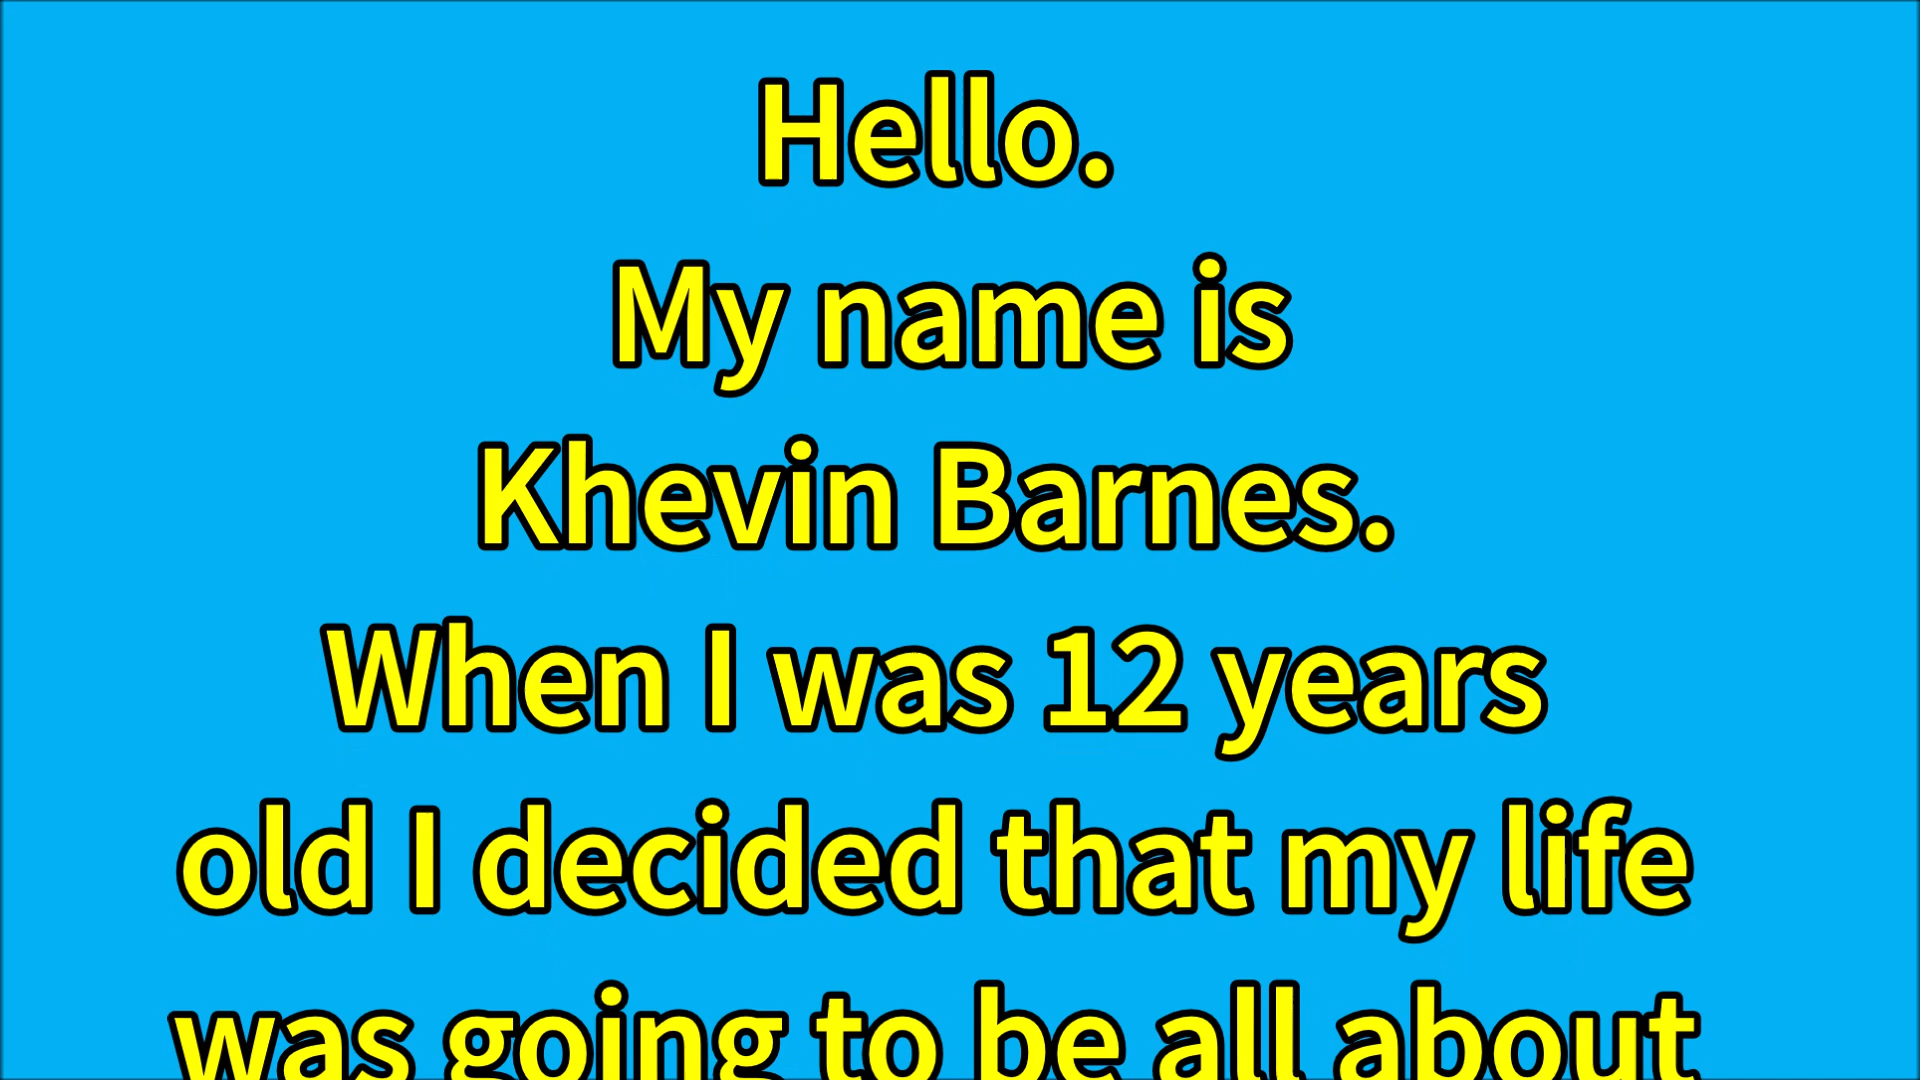 Hello.
My name is
Khevin Barnes.
When I was 12 years
old I decided that my life
was going to be all about